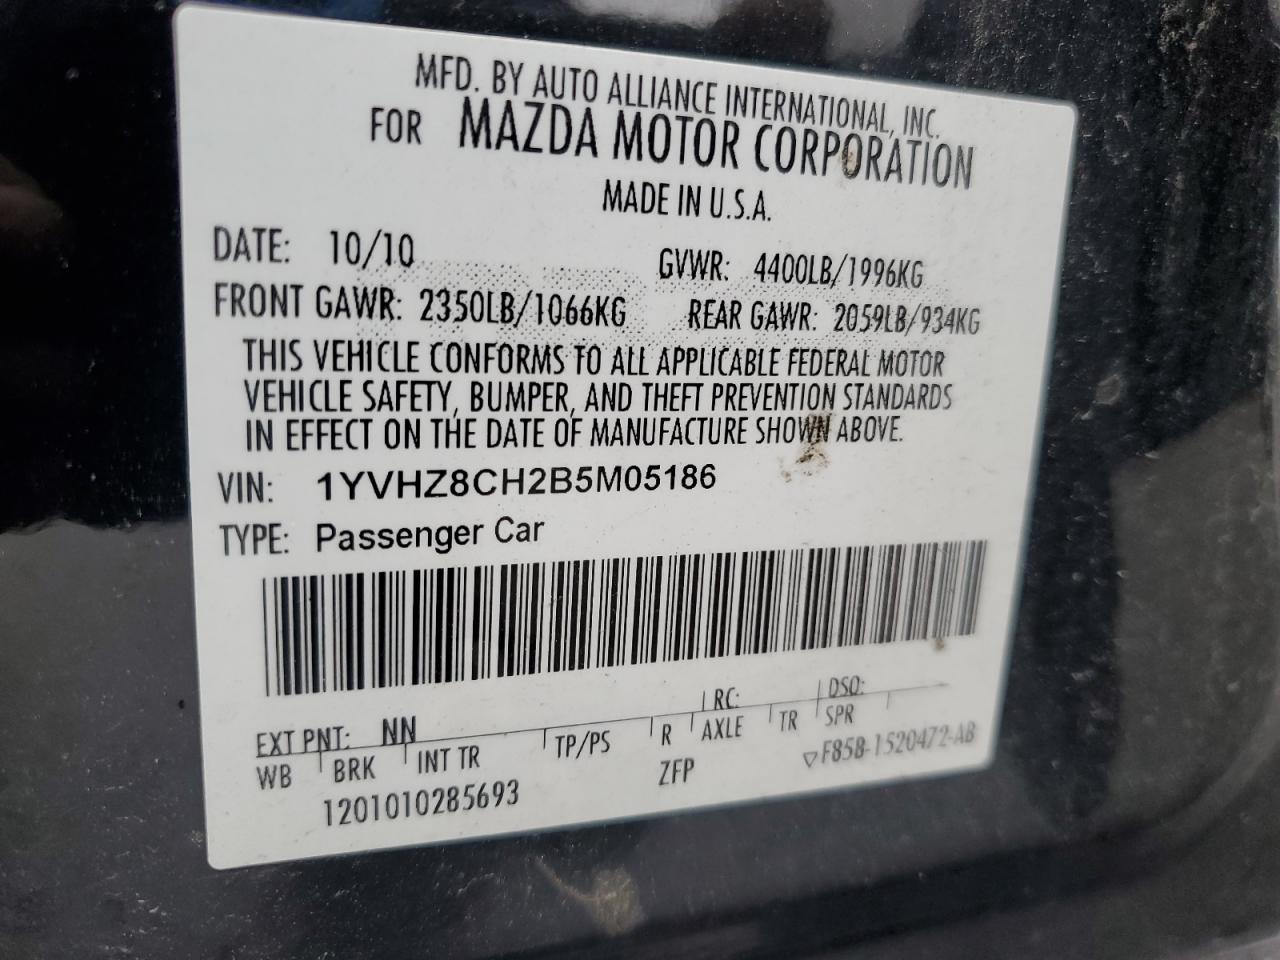 MFD. BY AUTO ALLIANCE INTERNATIONAL, INC.
FOR MAZDA MOTOR CORPORATION
MADE IN U.S.A.
DATE: 10/10 GVWR: 4400LB/1996KG
FRONT GAWR: 2350LB/1066KG REAR GAWR: 2059LB/934KG
THIS VEHICLE CONFORMS TO ALL APPLICABLE FEDERAL MOTOR
VEHICLE SAFETY, BUMPER, AND THEFT PREVENTION STANDARDS
IN EFFECT ON THE DATE OF MANUFACTURE SHOWN ABOVE.
VIN: 1YVHZ8CH2B5M05186
TYPE: Passenger Car
EXT PNT: NN RC: DSO:
WB BRK INT TR TP/PS R AXLE TR SPR
1201010285693 ZFP ▽F85B-1520472-AB